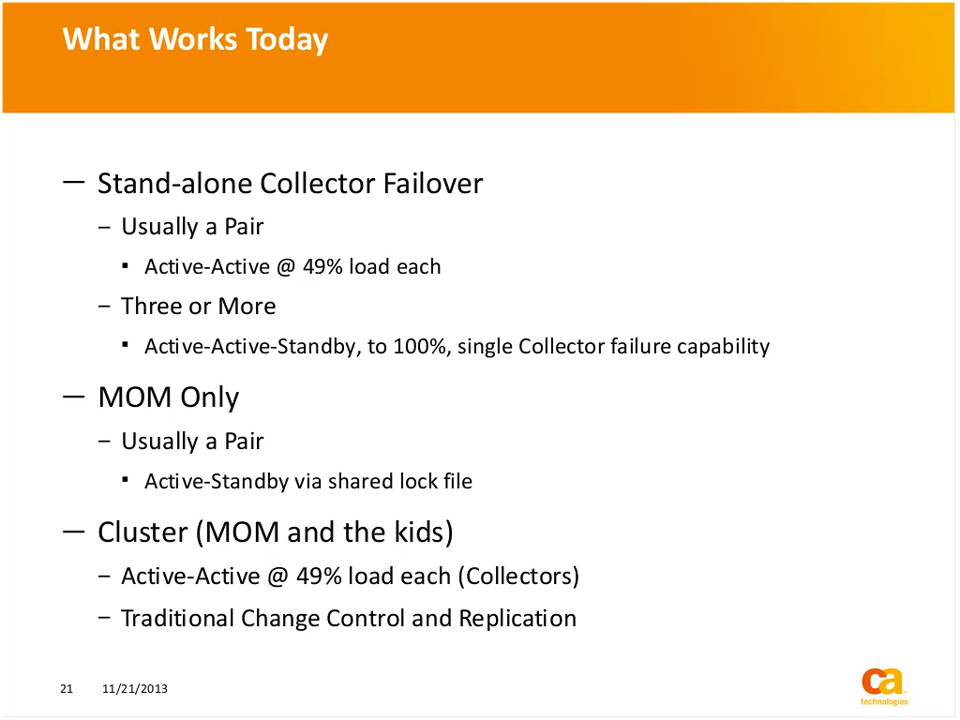 What Works Today
— Stand-alone Collector Failover
– Usually a Pair
▪ Active-Active @ 49% load each
– Three or More
▪ Active-Active-Standby, to 100%, single Collector failure capability
— MOM Only
– Usually a Pair
▪ Active-Standby via shared lock file
— Cluster (MOM and the kids)
– Active-Active @ 49% load each (Collectors)
– Traditional Change Control and Replication
21 11/21/2013
ca
technologies